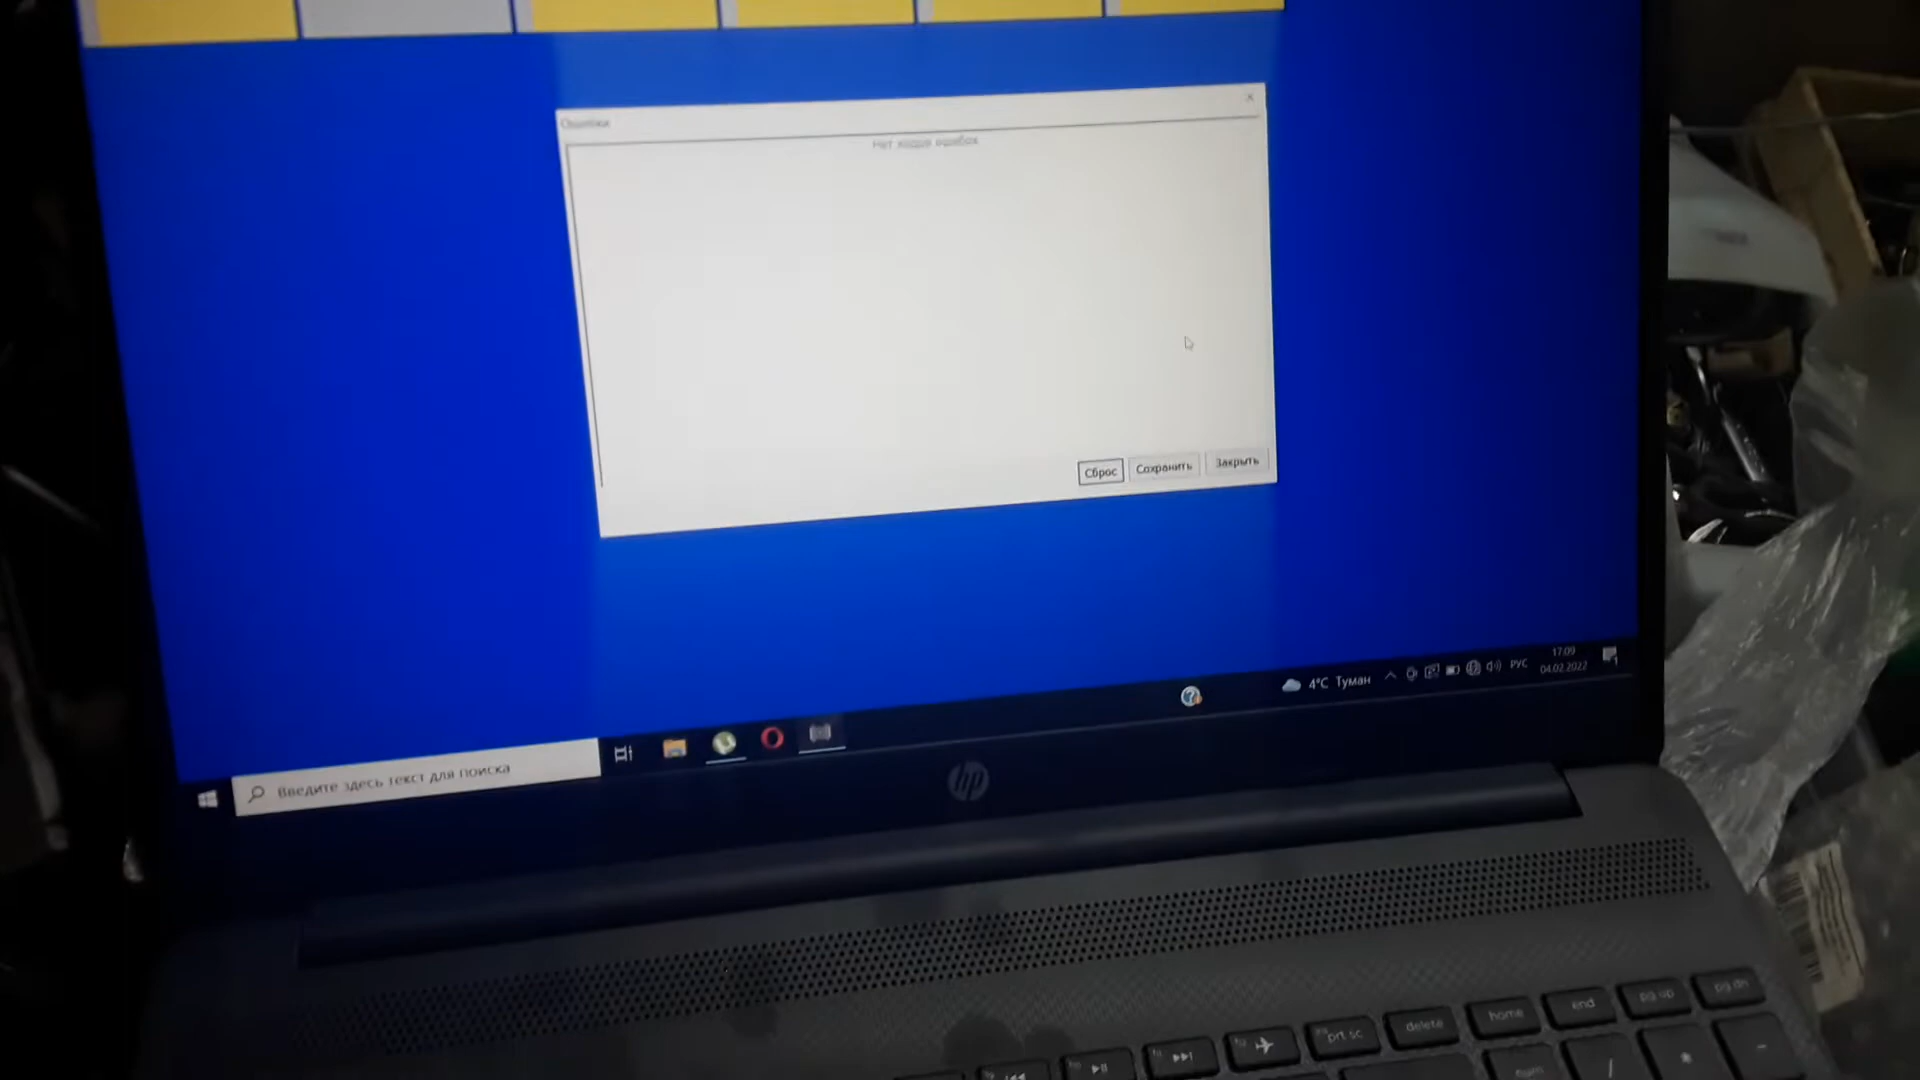 Ошибки
Нет кодов ошибок
Сброс
Сохранить
Закрыть
4°C Туман
РУС
17:09
04.02.2022
Введите здесь текст для поиска
hp
prt sc
delete
home
end
pg up
pg dn
num
/
*
-